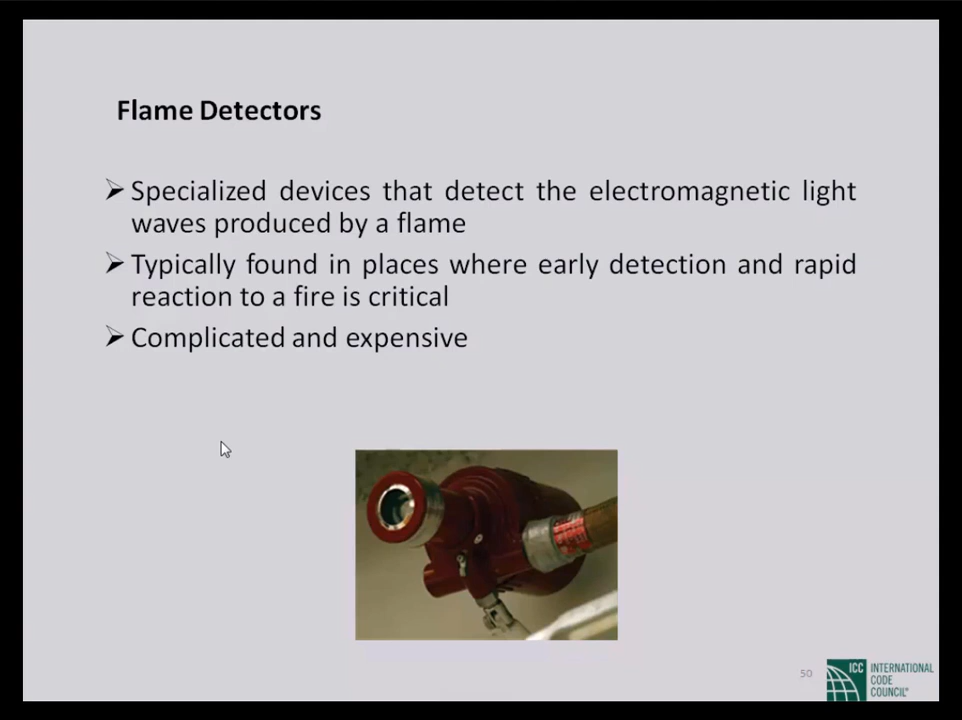 Flame Detectors
Specialized devices that detect the electromagnetic light
waves produced by a flame
Typically found in places where early detection and rapid
reaction to a fire is critical
Complicated and expensive
50
ICC
INTERNATIONAL
CODE
COUNCIL®